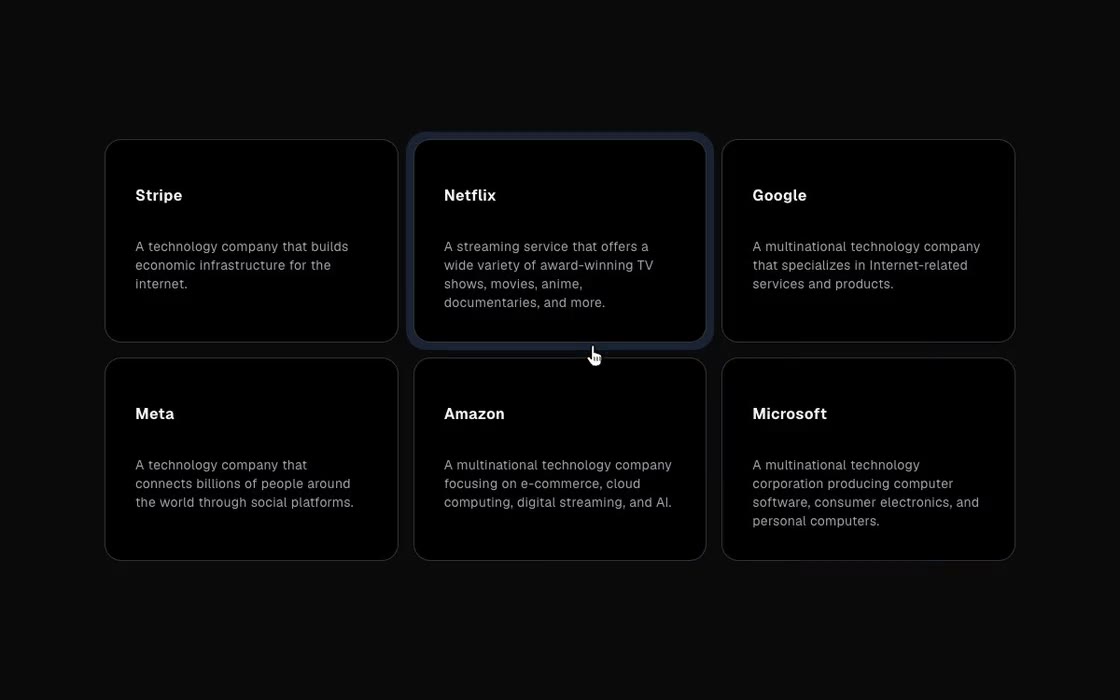 Stripe
A technology company that builds
economic infrastructure for the
internet.
Netflix
A streaming service that offers a
wide variety of award-winning TV
shows, movies, anime,
documentaries, and more.
Google
A multinational technology company
that specializes in Internet-related
services and products.
Meta
A technology company that
connects billions of people around
the world through social platforms.
Amazon
A multinational technology company
focusing on e-commerce, cloud
computing, digital streaming, and AI.
Microsoft
A multinational technology
corporation producing computer
software, consumer electronics, and
personal computers.